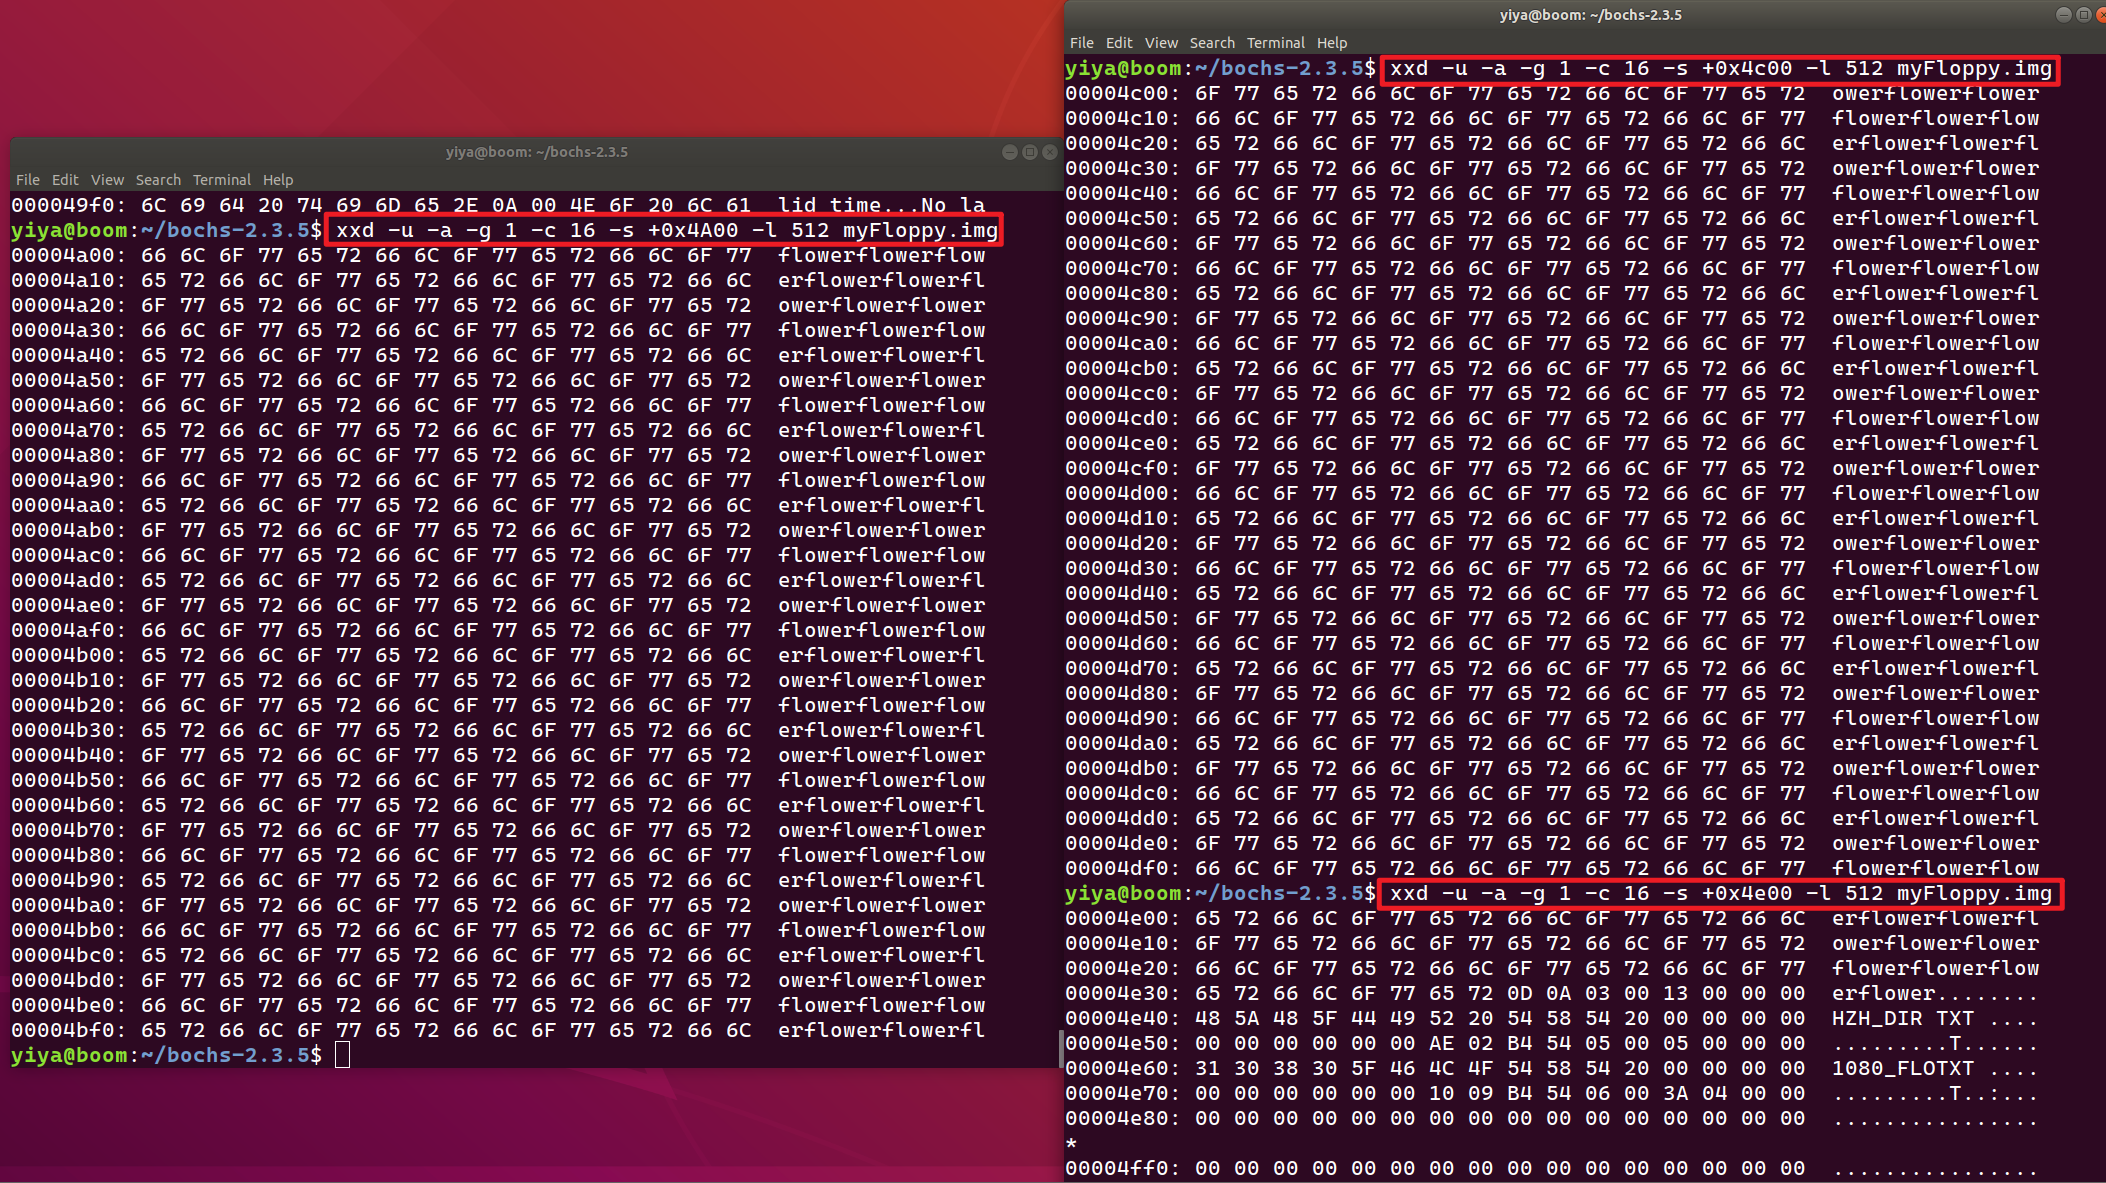 yiya@boom: ~/bochs-2.3.5
File Edit View Search Terminal Help
000049f0: 6C 69 64 20 74 69 6D 65 2E 0A 00 4E 6F 20 6C 61  lid time...No la
yiya@boom:~/bochs-2.3.5$ xxd -u -a -g 1 -c 16 -s +0x4A00 -l 512 myFloppy.img
00004a00: 66 6C 6F 77 65 72 66 6C 6F 77 65 72 66 6C 6F 77  flowerflowerflow
00004a10: 65 72 66 6C 6F 77 65 72 66 6C 6F 77 65 72 66 6C  erflowerflowerfl
00004a20: 6F 77 65 72 66 6C 6F 77 65 72 66 6C 6F 77 65 72  owerflowerflower
00004a30: 66 6C 6F 77 65 72 66 6C 6F 77 65 72 66 6C 6F 77  flowerflowerflow
00004a40: 65 72 66 6C 6F 77 65 72 66 6C 6F 77 65 72 66 6C  erflowerflowerfl
00004a50: 6F 77 65 72 66 6C 6F 77 65 72 66 6C 6F 77 65 72  owerflowerflower
00004a60: 66 6C 6F 77 65 72 66 6C 6F 77 65 72 66 6C 6F 77  flowerflowerflow
00004a70: 65 72 66 6C 6F 77 65 72 66 6C 6F 77 65 72 66 6C  erflowerflowerfl
00004a80: 6F 77 65 72 66 6C 6F 77 65 72 66 6C 6F 77 65 72  owerflowerflower
00004a90: 66 6C 6F 77 65 72 66 6C 6F 77 65 72 66 6C 6F 77  flowerflowerflow
00004aa0: 65 72 66 6C 6F 77 65 72 66 6C 6F 77 65 72 66 6C  erflowerflowerfl
00004ab0: 6F 77 65 72 66 6C 6F 77 65 72 66 6C 6F 77 65 72  owerflowerflower
00004ac0: 66 6C 6F 77 65 72 66 6C 6F 77 65 72 66 6C 6F 77  flowerflowerflow
00004ad0: 65 72 66 6C 6F 77 65 72 66 6C 6F 77 65 72 66 6C  erflowerflowerfl
00004ae0: 6F 77 65 72 66 6C 6F 77 65 72 66 6C 6F 77 65 72  owerflowerflower
00004af0: 66 6C 6F 77 65 72 66 6C 6F 77 65 72 66 6C 6F 77  flowerflowerflow
00004b00: 65 72 66 6C 6F 77 65 72 66 6C 6F 77 65 72 66 6C  erflowerflowerfl
00004b10: 6F 77 65 72 66 6C 6F 77 65 72 66 6C 6F 77 65 72  owerflowerflower
00004b20: 66 6C 6F 77 65 72 66 6C 6F 77 65 72 66 6C 6F 77  flowerflowerflow
00004b30: 65 72 66 6C 6F 77 65 72 66 6C 6F 77 65 72 66 6C  erflowerflowerfl
00004b40: 6F 77 65 72 66 6C 6F 77 65 72 66 6C 6F 77 65 72  owerflowerflower
00004b50: 66 6C 6F 77 65 72 66 6C 6F 77 65 72 66 6C 6F 77  flowerflowerflow
00004b60: 65 72 66 6C 6F 77 65 72 66 6C 6F 77 65 72 66 6C  erflowerflowerfl
00004b70: 6F 77 65 72 66 6C 6F 77 65 72 66 6C 6F 77 65 72  owerflowerflower
00004b80: 66 6C 6F 77 65 72 66 6C 6F 77 65 72 66 6C 6F 77  flowerflowerflow
00004b90: 65 72 66 6C 6F 77 65 72 66 6C 6F 77 65 72 66 6C  erflowerflowerfl
00004ba0: 6F 77 65 72 66 6C 6F 77 65 72 66 6C 6F 77 65 72  owerflowerflower
00004bb0: 66 6C 6F 77 65 72 66 6C 6F 77 65 72 66 6C 6F 77  flowerflowerflow
00004bc0: 65 72 66 6C 6F 77 65 72 66 6C 6F 77 65 72 66 6C  erflowerflowerfl
00004bd0: 6F 77 65 72 66 6C 6F 77 65 72 66 6C 6F 77 65 72  owerflowerflower
00004be0: 66 6C 6F 77 65 72 66 6C 6F 77 65 72 66 6C 6F 77  flowerflowerflow
00004bf0: 65 72 66 6C 6F 77 65 72 66 6C 6F 77 65 72 66 6C  erflowerflowerfl
yiya@boom:~/bochs-2.3.5$
yiya@boom: ~/bochs-2.3.5
File Edit View Search Terminal Help
yiya@boom:~/bochs-2.3.5$ xxd -u -a -g 1 -c 16 -s +0x4c00 -l 512 myFloppy.img
00004c00: 6F 77 65 72 66 6C 6F 77 65 72 66 6C 6F 77 65 72  owerflowerflower
00004c10: 66 6C 6F 77 65 72 66 6C 6F 77 65 72 66 6C 6F 77  flowerflowerflow
00004c20: 65 72 66 6C 6F 77 65 72 66 6C 6F 77 65 72 66 6C  erflowerflowerfl
00004c30: 6F 77 65 72 66 6C 6F 77 65 72 66 6C 6F 77 65 72  owerflowerflower
00004c40: 66 6C 6F 77 65 72 66 6C 6F 77 65 72 66 6C 6F 77  flowerflowerflow
00004c50: 65 72 66 6C 6F 77 65 72 66 6C 6F 77 65 72 66 6C  erflowerflowerfl
00004c60: 6F 77 65 72 66 6C 6F 77 65 72 66 6C 6F 77 65 72  owerflowerflower
00004c70: 66 6C 6F 77 65 72 66 6C 6F 77 65 72 66 6C 6F 77  flowerflowerflow
00004c80: 65 72 66 6C 6F 77 65 72 66 6C 6F 77 65 72 66 6C  erflowerflowerfl
00004c90: 6F 77 65 72 66 6C 6F 77 65 72 66 6C 6F 77 65 72  owerflowerflower
00004ca0: 66 6C 6F 77 65 72 66 6C 6F 77 65 72 66 6C 6F 77  flowerflowerflow
00004cb0: 65 72 66 6C 6F 77 65 72 66 6C 6F 77 65 72 66 6C  erflowerflowerfl
00004cc0: 6F 77 65 72 66 6C 6F 77 65 72 66 6C 6F 77 65 72  owerflowerflower
00004cd0: 66 6C 6F 77 65 72 66 6C 6F 77 65 72 66 6C 6F 77  flowerflowerflow
00004ce0: 65 72 66 6C 6F 77 65 72 66 6C 6F 77 65 72 66 6C  erflowerflowerfl
00004cf0: 6F 77 65 72 66 6C 6F 77 65 72 66 6C 6F 77 65 72  owerflowerflower
00004d00: 66 6C 6F 77 65 72 66 6C 6F 77 65 72 66 6C 6F 77  flowerflowerflow
00004d10: 65 72 66 6C 6F 77 65 72 66 6C 6F 77 65 72 66 6C  erflowerflowerfl
00004d20: 6F 77 65 72 66 6C 6F 77 65 72 66 6C 6F 77 65 72  owerflowerflower
00004d30: 66 6C 6F 77 65 72 66 6C 6F 77 65 72 66 6C 6F 77  flowerflowerflow
00004d40: 65 72 66 6C 6F 77 65 72 66 6C 6F 77 65 72 66 6C  erflowerflowerfl
00004d50: 6F 77 65 72 66 6C 6F 77 65 72 66 6C 6F 77 65 72  owerflowerflower
00004d60: 66 6C 6F 77 65 72 66 6C 6F 77 65 72 66 6C 6F 77  flowerflowerflow
00004d70: 65 72 66 6C 6F 77 65 72 66 6C 6F 77 65 72 66 6C  erflowerflowerfl
00004d80: 6F 77 65 72 66 6C 6F 77 65 72 66 6C 6F 77 65 72  owerflowerflower
00004d90: 66 6C 6F 77 65 72 66 6C 6F 77 65 72 66 6C 6F 77  flowerflowerflow
00004da0: 65 72 66 6C 6F 77 65 72 66 6C 6F 77 65 72 66 6C  erflowerflowerfl
00004db0: 6F 77 65 72 66 6C 6F 77 65 72 66 6C 6F 77 65 72  owerflowerflower
00004dc0: 66 6C 6F 77 65 72 66 6C 6F 77 65 72 66 6C 6F 77  flowerflowerflow
00004dd0: 65 72 66 6C 6F 77 65 72 66 6C 6F 77 65 72 66 6C  erflowerflowerfl
00004de0: 6F 77 65 72 66 6C 6F 77 65 72 66 6C 6F 77 65 72  owerflowerflower
00004df0: 66 6C 6F 77 65 72 66 6C 6F 77 65 72 66 6C 6F 77  flowerflowerflow
yiya@boom:~/bochs-2.3.5$ xxd -u -a -g 1 -c 16 -s +0x4e00 -l 512 myFloppy.img
00004e00: 65 72 66 6C 6F 77 65 72 66 6C 6F 77 65 72 66 6C  erflowerflowerfl
00004e10: 6F 77 65 72 66 6C 6F 77 65 72 66 6C 6F 77 65 72  owerflowerflower
00004e20: 66 6C 6F 77 65 72 66 6C 6F 77 65 72 66 6C 6F 77  flowerflowerflow
00004e30: 65 72 66 6C 6F 77 65 72 0D 0A 03 00 13 00 00 00  erflower........
00004e40: 48 5A 48 5F 44 49 52 20 54 58 54 20 00 00 00 00  HZH_DIR TXT ....
00004e50: 00 00 00 00 00 00 AE 02 B4 54 05 00 05 00 00 00  .........T......
00004e60: 31 30 38 30 5F 46 4C 4F 54 58 54 20 00 00 00 00  1080_FLOTXT ....
00004e70: 00 00 00 00 00 00 10 09 B4 54 06 00 3A 04 00 00  .........T..:...
00004e80: 00 00 00 00 00 00 00 00 00 00 00 00 00 00 00 00  ................
*
00004ff0: 00 00 00 00 00 00 00 00 00 00 00 00 00 00 00 00  ................